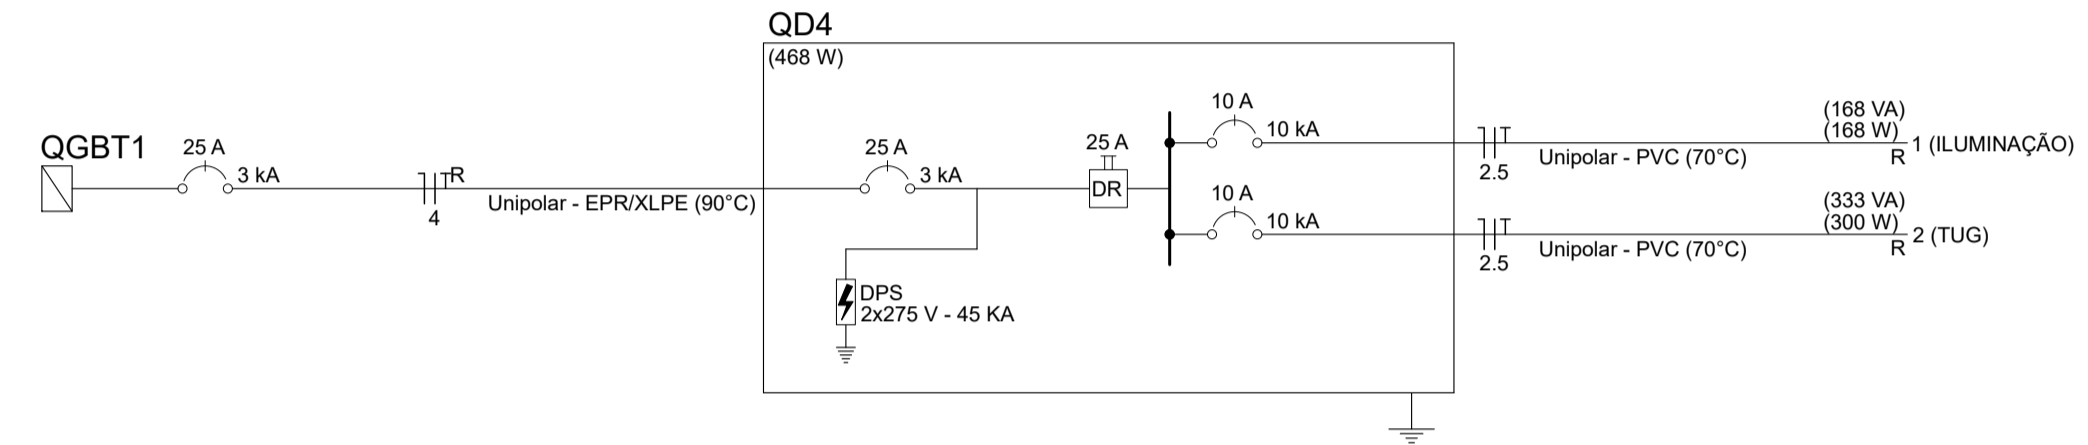 QD4
(468 W)
QGBT1
25 A
3 kA
R
4
Unipolar - EPR/XLPE (90°C)
25 A
3 kA
25 A
DR
DPS
2x275 V - 45 KA
10 A
10 kA
2.5
Unipolar - PVC (70°C)
(168 VA)
(168 W)
R
1 (ILUMINAÇÃO)
10 A
10 kA
2.5
Unipolar - PVC (70°C)
(333 VA)
(300 W)
R
2 (TUG)